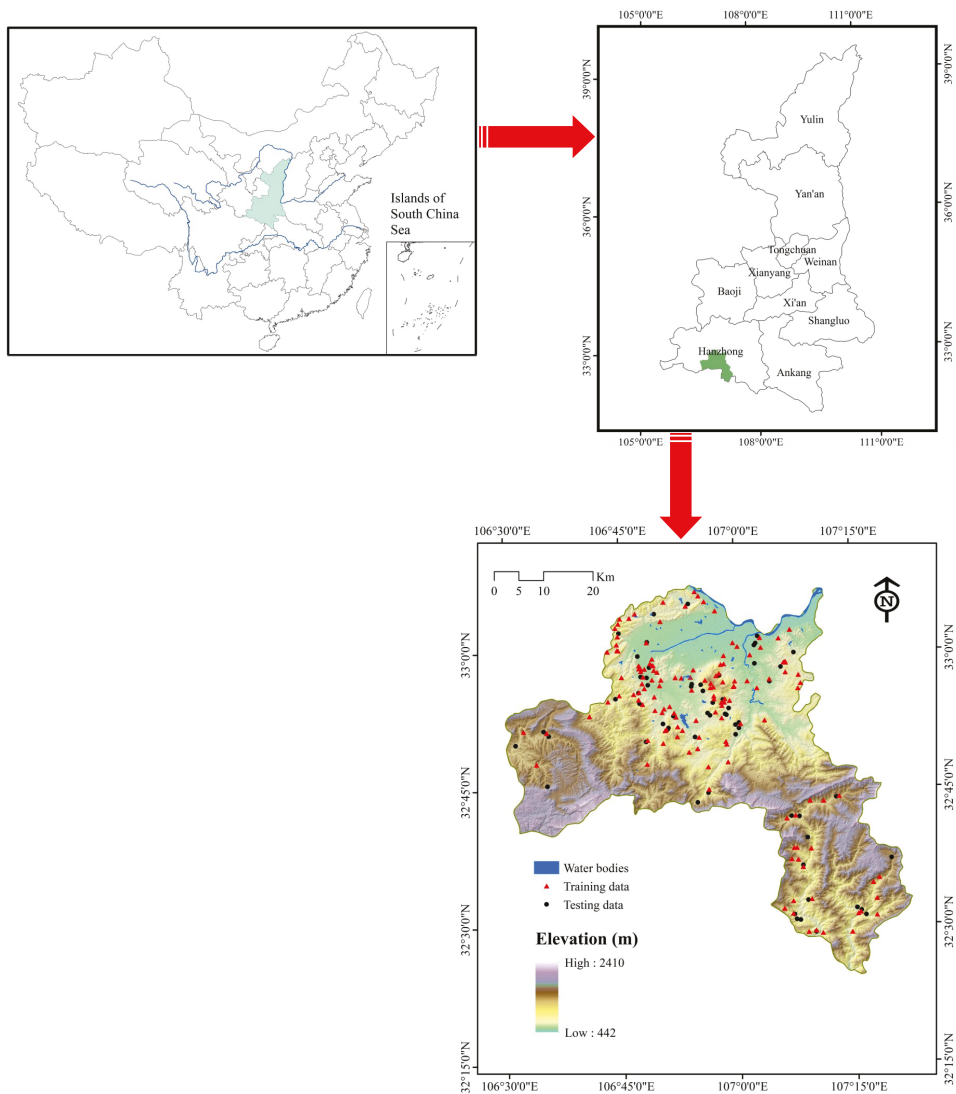 Islands of
South China
Sea
105°0'0"E
108°0'0"E
111°0'0"E
39°0'0"N
36°0'0"N
33°0'0"N
39°0'0"N
36°0'0"N
33°0'0"N
Yulin
Yan'an
Tongchuan
Weinan
Xianyang
Baoji
Xi'an
Shangluo
Hanzhong
Ankang
105°0'0"E
108°0'0"E
111°0'0"E
106°30'0"E
106°45'0"E
107°0'0"E
107°15'0"E
0 5 10 20 Km
N
33°0'0"N
32°45'0"N
32°30'0"N
32°15'0"N
33°0'0"N
32°45'0"N
32°30'0"N
32°15'0"N
Water bodies
Training data
Testing data
Elevation (m)
High : 2410
Low : 442
106°30'0"E
106°45'0"E
107°0'0"E
107°15'0"E